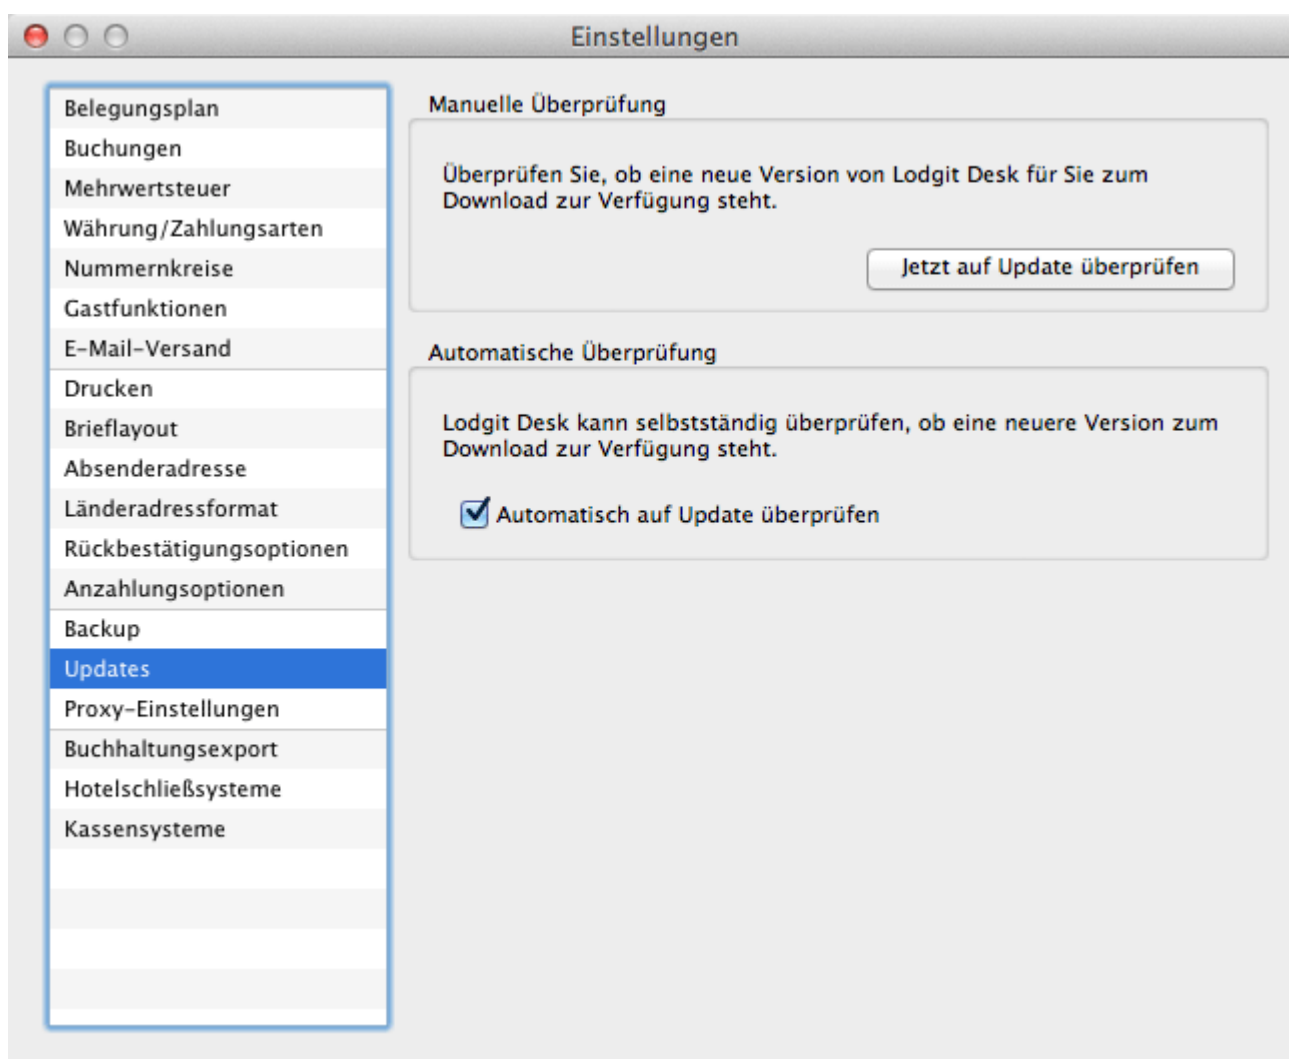 Einstellungen
Belegungsplan
Buchungen
Mehrwertsteuer
Währung/Zahlungsarten
Nummernkreise
Gastfunktionen
E-Mail-Versand
Drucken
Brieflayout
Absenderadresse
Länderadressformat
Rückbestätigungsoptionen
Anzahlungsoptionen
Backup
Updates
Proxy-Einstellungen
Buchhaltungsexport
Hotelschließsysteme
Kassensysteme
Manuelle Überprüfung
Überprüfen Sie, ob eine neue Version von Lodgit Desk für Sie zum
Download zur Verfügung steht.
Jetzt auf Update überprüfen
Automatische Überprüfung
Lodgit Desk kann selbstständig überprüfen, ob eine neuere Version zum
Download zur Verfügung steht.
Automatisch auf Update überprüfen